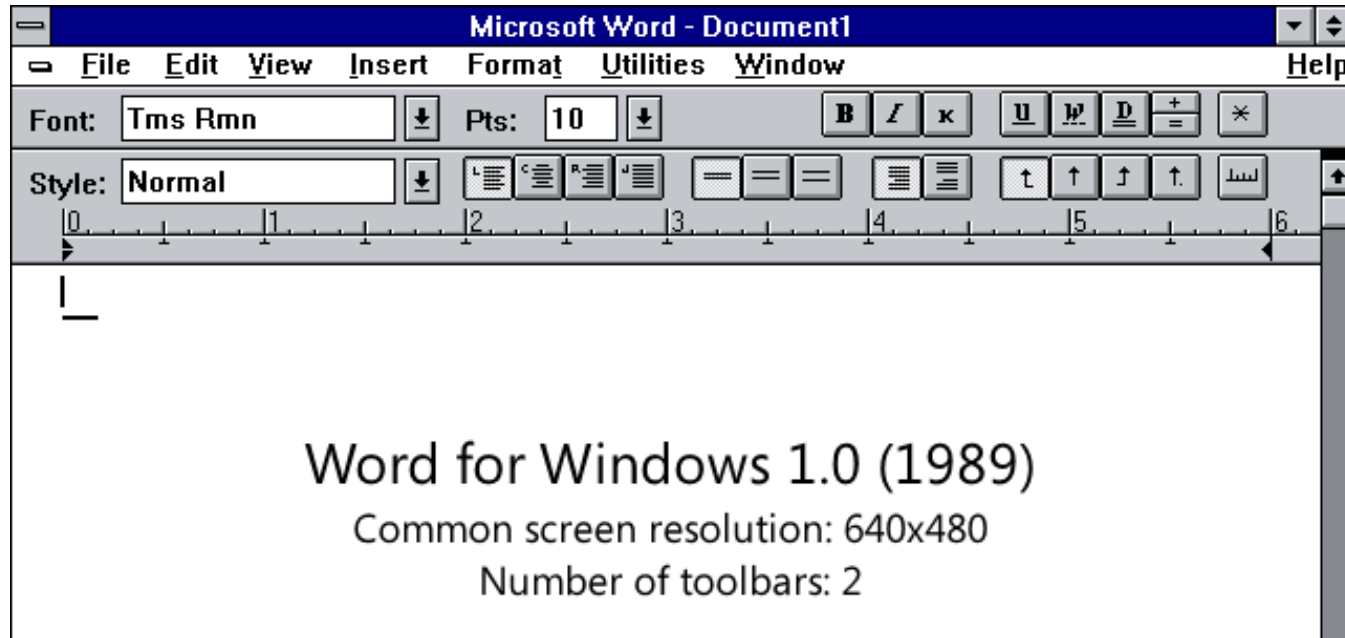 Microsoft Word - Document1
File Edit View Insert Format Utilities Window Help
Font: Tms Rmn Pts: 10 B I K U W D + = *
Style: Normal L C R J
0 1 2 3 4 5 6
Word for Windows 1.0 (1989)
Common screen resolution: 640x480
Number of toolbars: 2